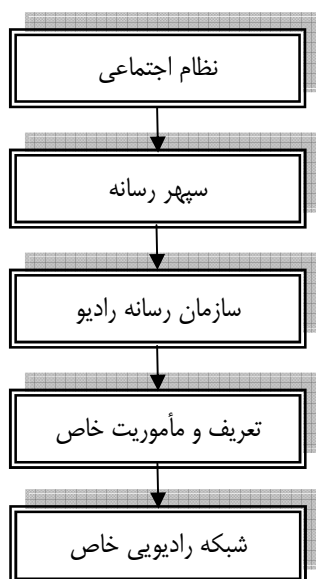 نظام اجتماعی
سپهر رسانه
سازمان رسانه رادیو
تعریف و مأموریت خاص
شبکه رادیویی خاص